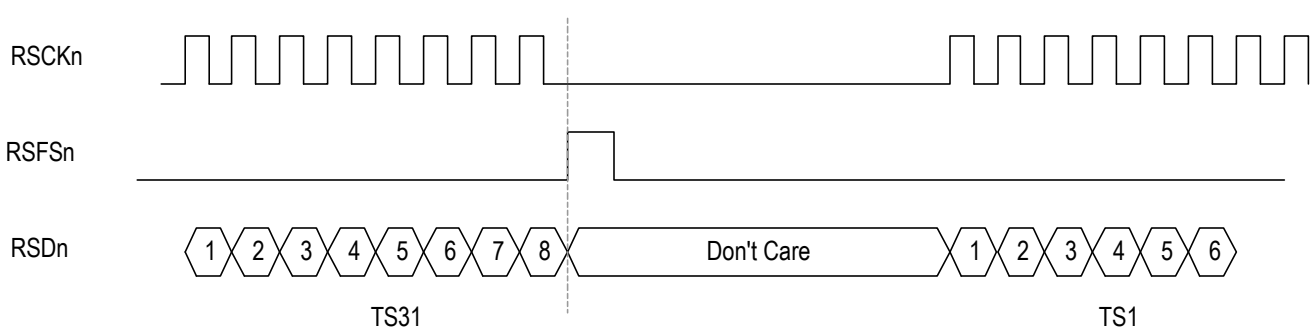 RSCKn
RSFSn
RSDn 1 2 3 4 5 6 7 8 Don't Care 1 2 3 4 5 6
TS31 TS1